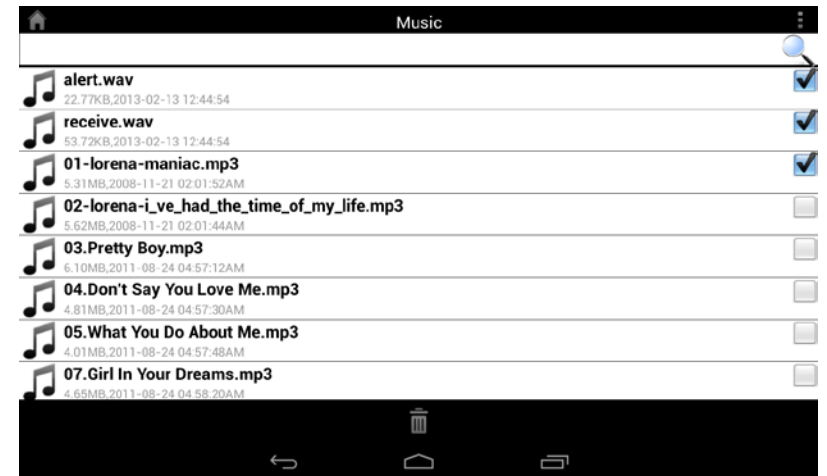 Music
alert.wav
22.77KB,2013-02-13 12:44:54
receive.wav
53.72KB,2013-02-13 12:44:54
01-lorena-maniac.mp3
5.31MB,2008-11-21 02:01:52AM
02-lorena-i_ve_had_the_time_of_my_life.mp3
5.62MB,2008-11-21 02:01:44AM
03.Pretty Boy.mp3
6.10MB,2011-08-24 04:57:12AM
04.Don't Say You Love Me.mp3
4.81MB,2011-08-24 04:57:30AM
05.What You Do About Me.mp3
4.01MB,2011-08-24 04:57:48AM
07.Girl In Your Dreams.mp3
4.65MB,2011-08-24 04:58:20AM